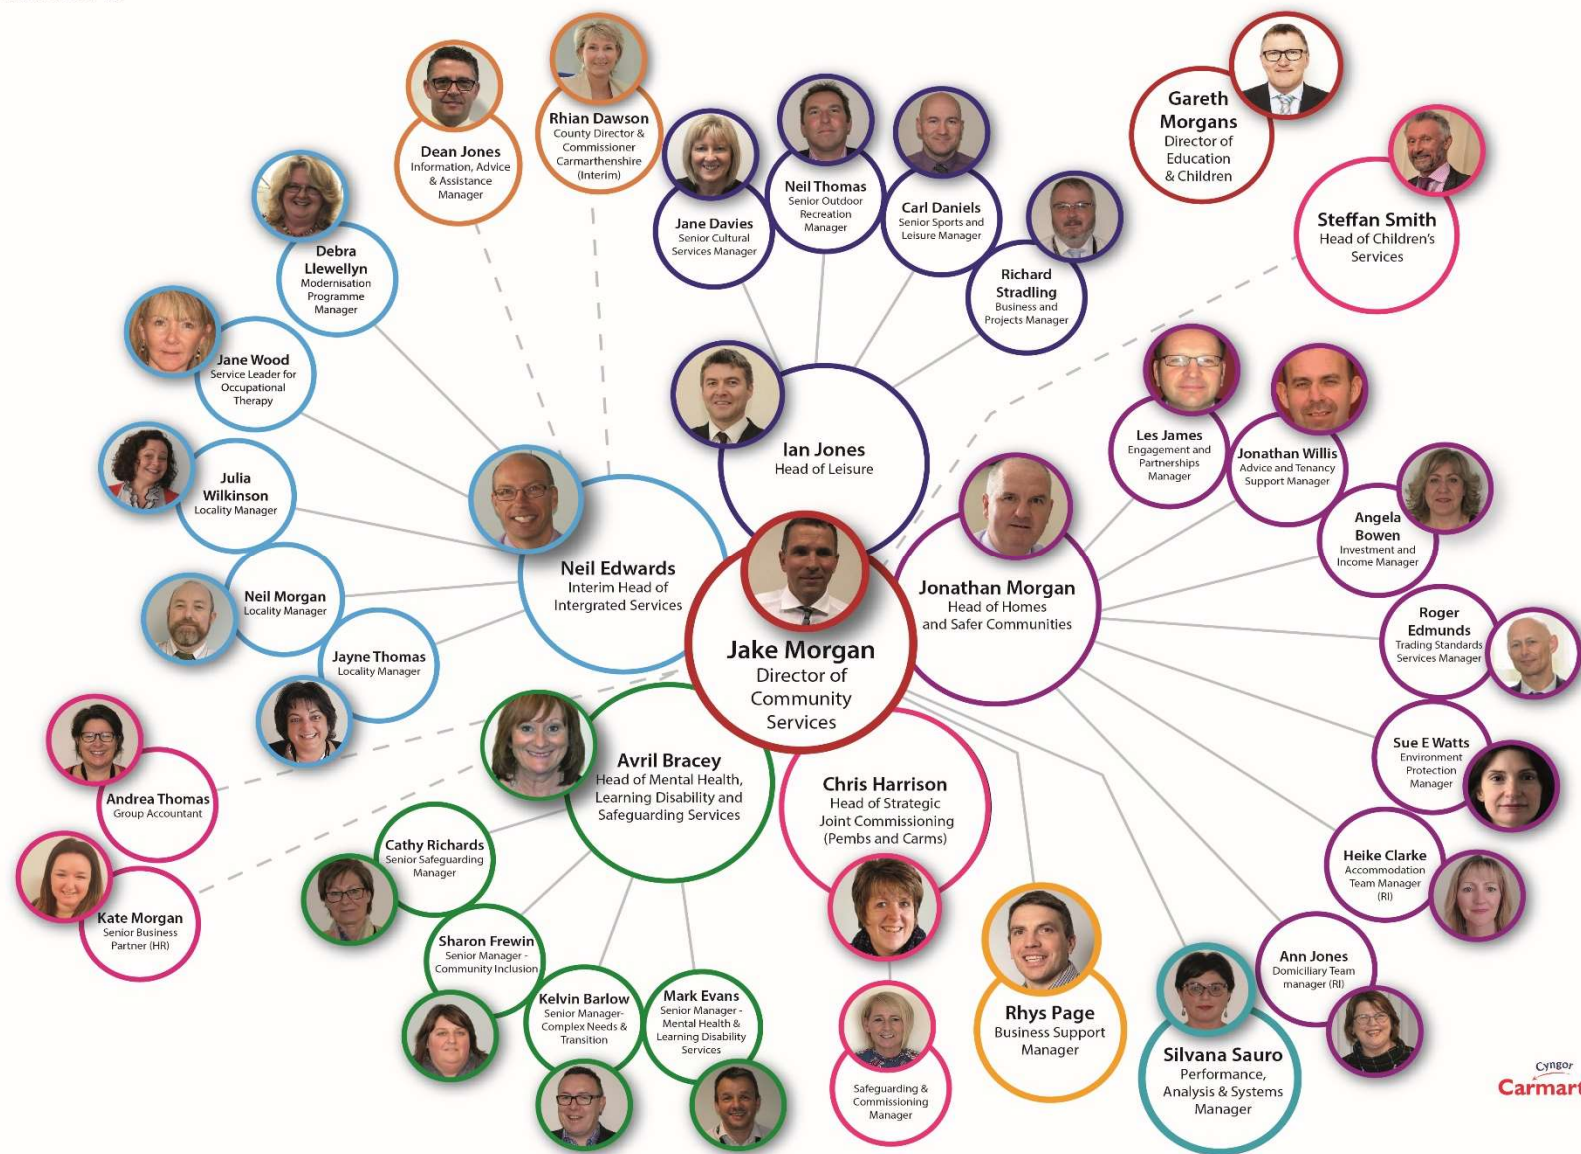 Dean Jones
Information, Advice
& Assistance
Manager
Rhian Dawson
County Director &
Commissioner
Carmarthenshire
(Interim)
Jane Davies
Senior Cultural
Services Manager
Neil Thomas
Senior Outdoor
Recreation
Manager
Carl Daniels
Senior Sports and
Leisure Manager
Richard
Stradling
Business and
Projects Manager
Gareth
Morgans
Director of
Education
& Children
Steffan Smith
Head of Children's
Services
Debra
Llewellyn
Modernisation
Programme
Manager
Jane Wood
Service Leader for
Occupational
Therapy
Julia
Wilkinson
Locality Manager
Neil Morgan
Locality Manager
Jayne Thomas
Locality Manager
Neil Edwards
Interim Head of
Intergrated Services
Ian Jones
Head of Leisure
Jonathan Morgan
Head of Homes
and Safer Communities
Les James
Engagement and
Partnerships
Manager
Jonathan Willis
Advice and Tenancy
Support Manager
Angela
Bowen
Investment and
Income Manager
Roger
Edmunds
Trading Standards
Services Manager
Sue E Watts
Environment
Protection
Manager
Heike Clarke
Accommodation
Team Manager
(RI)
Ann Jones
Domiciliary Team
manager (RI)
Jake Morgan
Director of
Community
Services
Andrea Thomas
Group Accountant
Kate Morgan
Senior Business
Partner (HR)
Avril Bracey
Head of Mental Health,
Learning Disability and
Safeguarding Services
Cathy Richards
Senior Safeguarding
Manager
Sharon Frewin
Senior Manager -
Community Inclusion
Kelvin Barlow
Senior Manager-
Complex Needs &
Transition
Mark Evans
Senior Manager -
Mental Health &
Learning Disability
Services
Chris Harrison
Head of Strategic
Joint Commissioning
(Pembs and Carms)
Safeguarding &
Commissioning
Manager
Rhys Page
Business Support
Manager
Silvana Sauro
Performance,
Analysis & Systems
Manager
Cyngor
Carmart